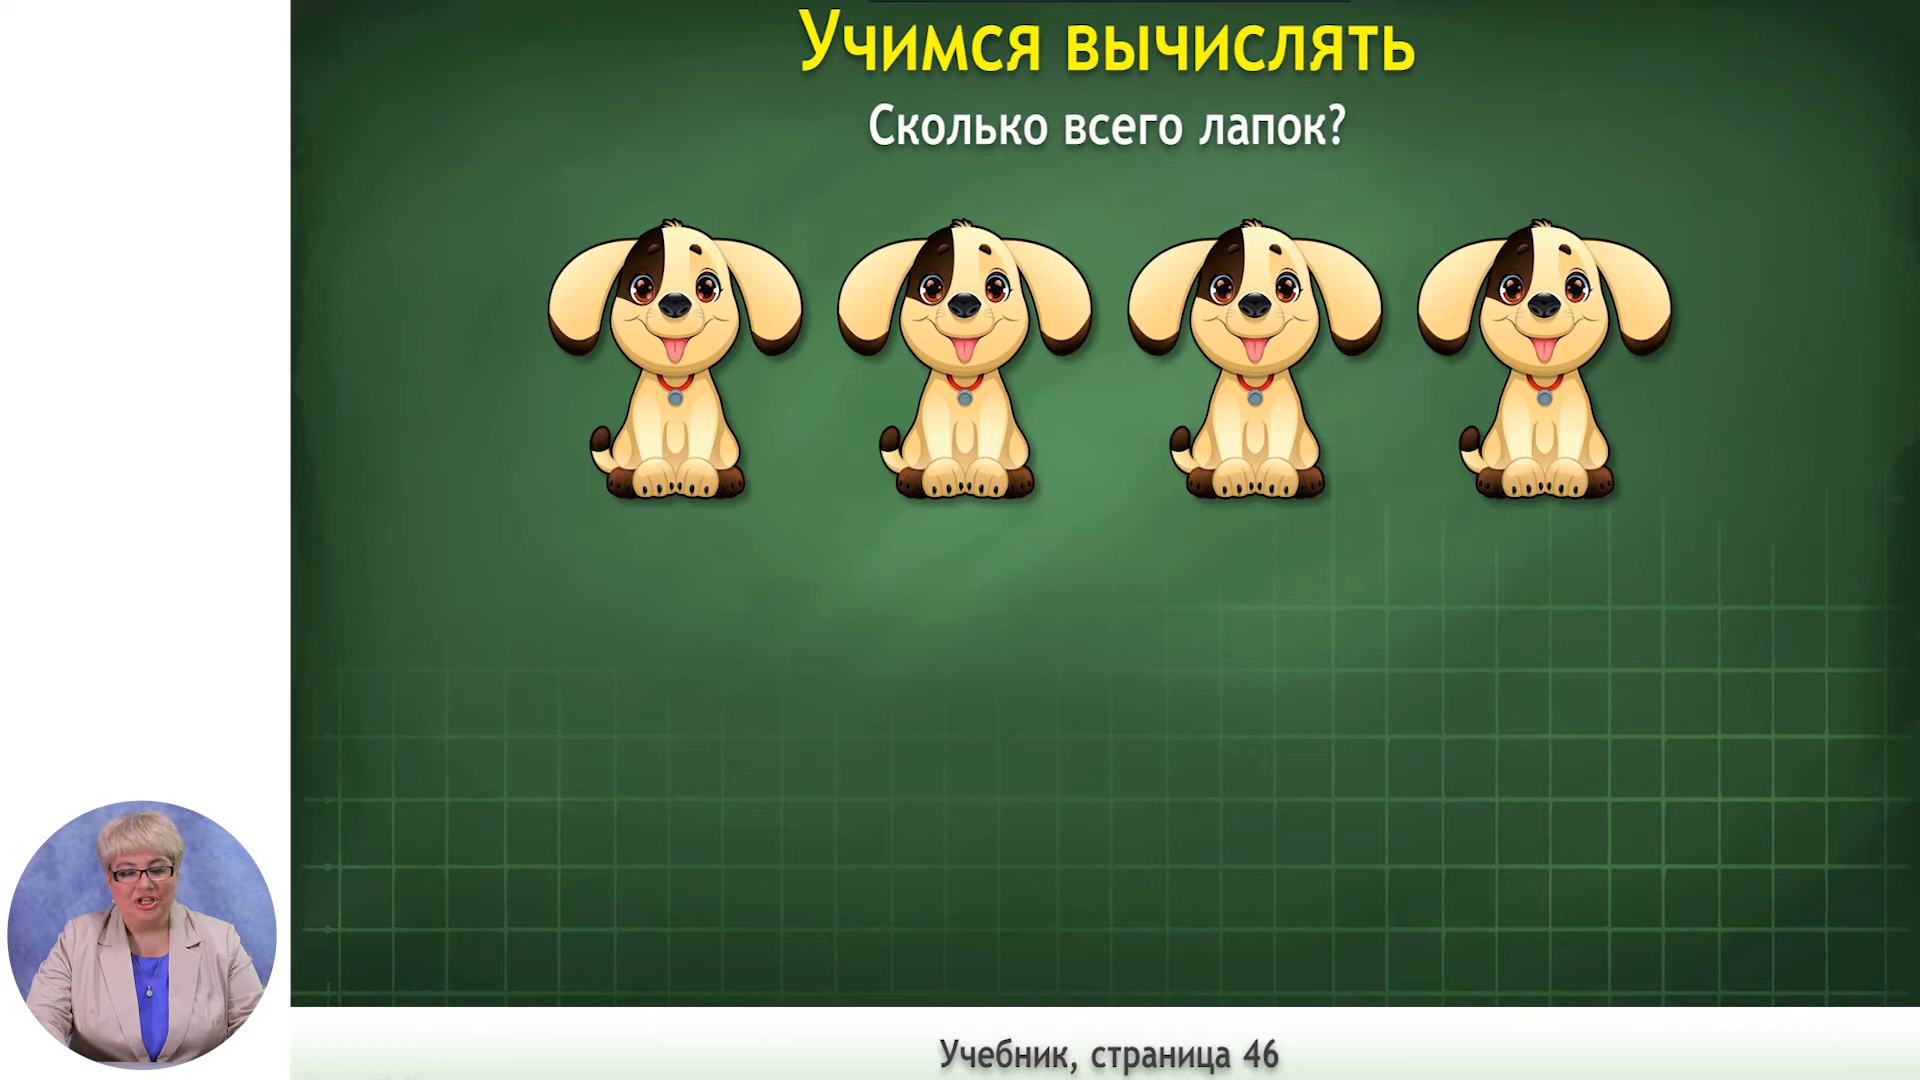 Учимся вычислять
Сколько всего лапок?
Учебник, страница 46